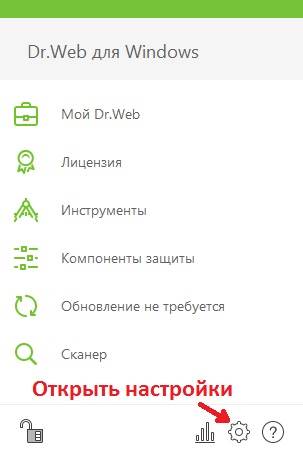 Dr.Web для Windows
Мой Dr.Web
Лицензия
Инструменты
Компоненты защиты
Обновление не требуется
Сканер
Открыть настройки
?